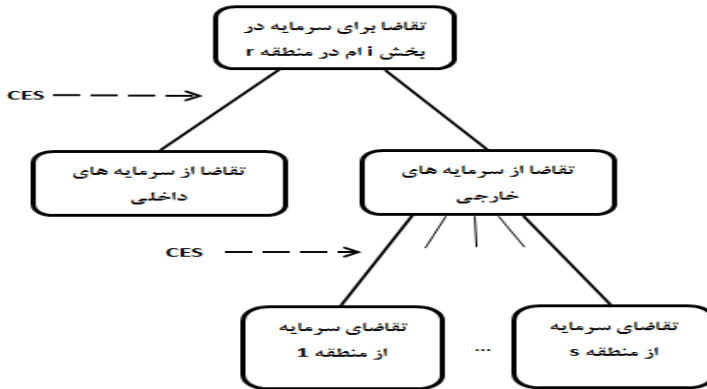 تقاضا برای سرمایه در
بخش i ام در منطقه r
CES
تقاضا از سرمایه های
داخلی
تقاضا از سرمایه های
خارجی
CES
تقاضای سرمایه
از منطقه 1
...
تقاضای سرمایه
از منطقه s